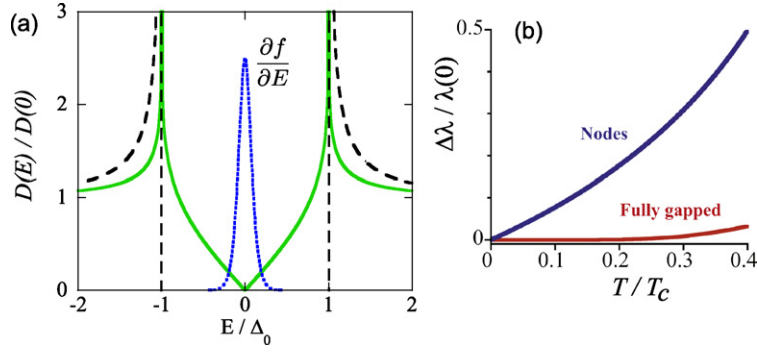 (a)
3
2
1
0
D(E) / D(0)
∂f
∂E
-2
-1
0
1
2
E / Δ₀
(b)
0.5
0
Δλ / λ(0)
Nodes
Fully gapped
0
0.1
0.2
0.3
0.4
T / Tc